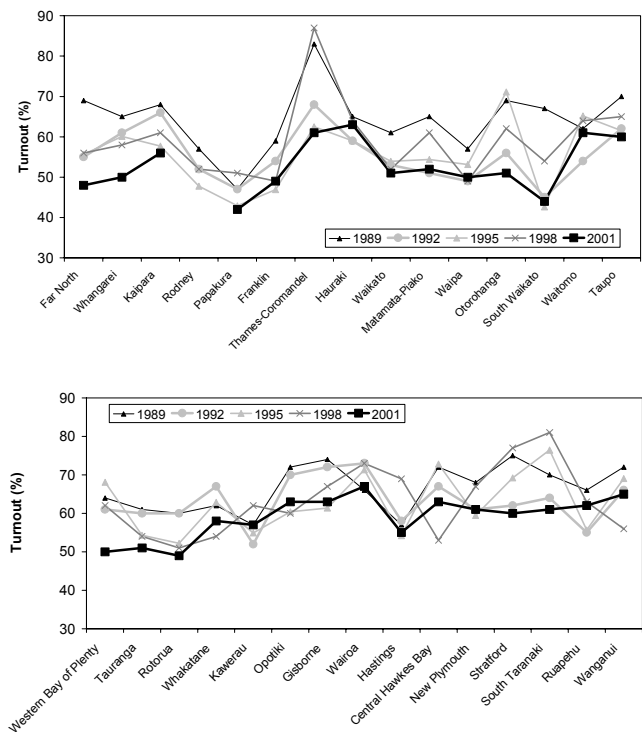 90
80
70
60
50
40
30
Turnout (%)
1989 1992 1995 1998 2001
Far North
Whangarei
Kaipara
Rodney
Papakura
Franklin
Thames-Coromandel
Hauraki
Waikato
Matamata-Piako
Waipa
Otorohanga
South Waikato
Waitomo
Taupo
90
80
70
60
50
40
30
Turnout (%)
1989 1992 1995 1998 2001
Western Bay of Plenty
Tauranga
Rotorua
Whakatane
Kawerau
Opotiki
Gisborne
Wairoa
Hastings
Central Hawkes Bay
New Plymouth
Stratford
South Taranaki
Ruapehu
Wanganui